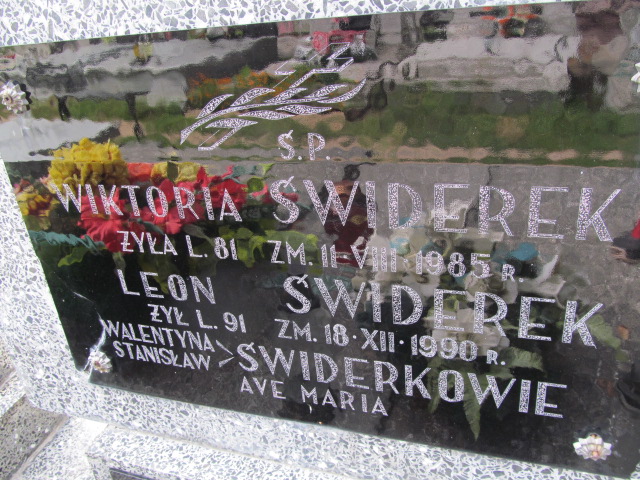 Ś.P.
WIKTORIA ŚWIDEREK
ŻYŁA L. 81 ZM. 11-VIII-1985 R.
LEON ŚWIDEREK
ŻYŁ L. 91 ZM. 18·XII·1990 R.
WALENTYNA
STANISŁAW > ŚWIDERKOWIE
AVE MARIA